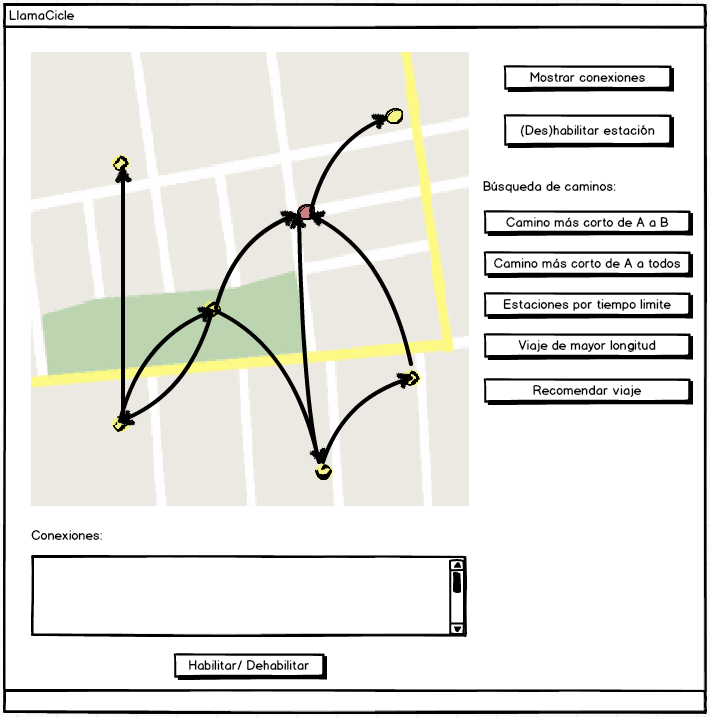 LlamaCicle
Mostrar conexiones
(Des)habilitar estación
Búsqueda de caminos:
Camino más corto de A a B
Camino más corto de A a todos
Estaciones por tiempo limite
Viaje de mayor longitud
Recomendar viaje
Conexiones:
Habilitar/ Dehabilitar